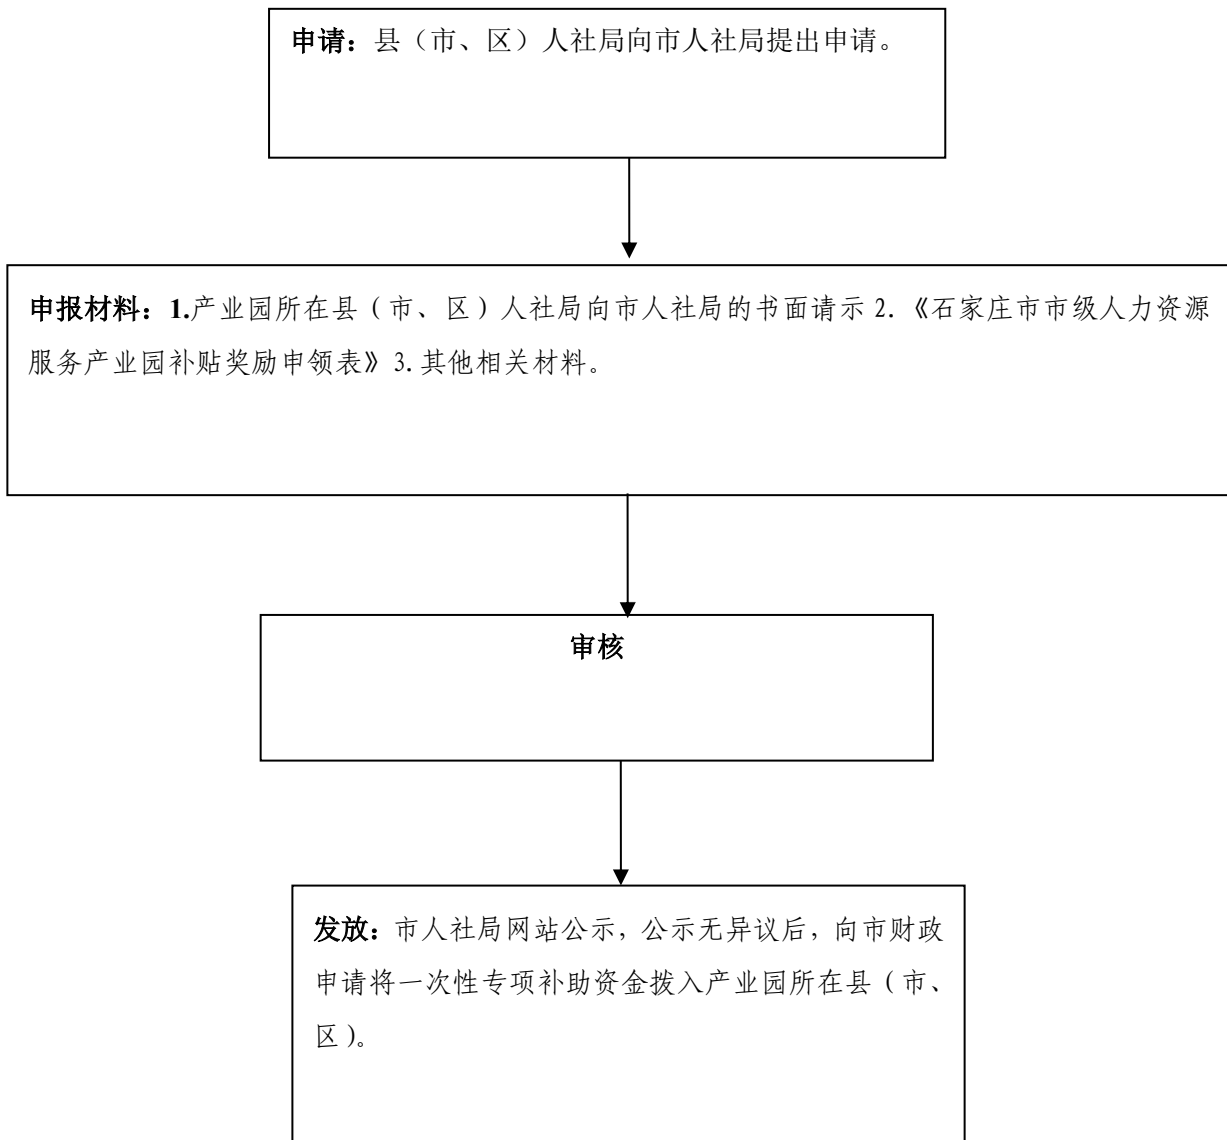 申请：县（市、区）人社局向市人社局提出申请。
申报材料：1.产业园所在县（市、区）人社局向市人社局的书面请示 2.《石家庄市市级人力资源
服务产业园补贴奖励申领表》3.其他相关材料。
审核
发放：市人社局网站公示，公示无异议后，向市财政
申请将一次性专项补助资金拨入产业园所在县（市、
区）。